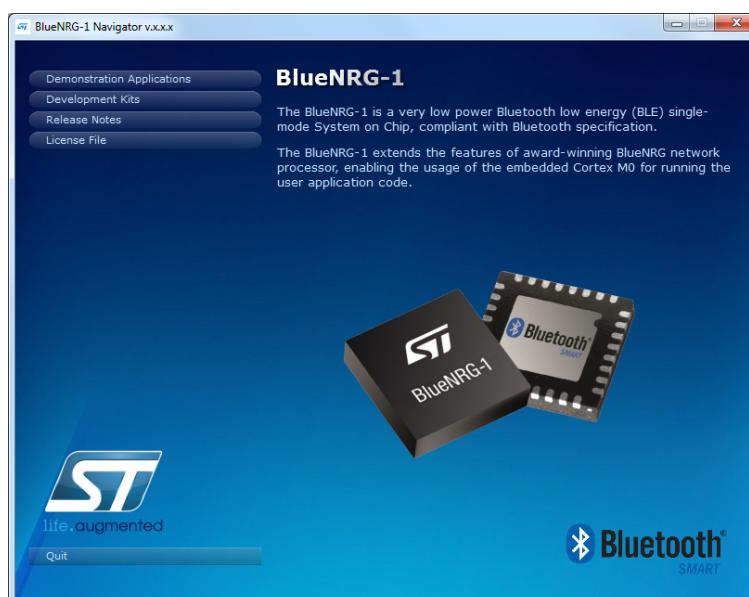 BlueNRG-1 Navigator v.x.x.x
Demonstration Applications
Development Kits
Release Notes
License File
BlueNRG-1
The BlueNRG-1 is a very low power Bluetooth low energy (BLE) single-
mode System on Chip, compliant with Bluetooth specification.
The BlueNRG-1 extends the features of award-winning BlueNRG network
processor, enabling the usage of the embedded Cortex M0 for running the
user application code.
ST
BlueNRG-1
Bluetooth
SMART
ST
life.augmented
Quit
Bluetooth®
SMART